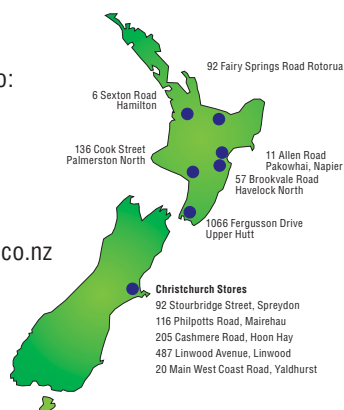 92 Fairy Springs Road Rotorua
o:
6 Sexton Road
Hamilton
136 Cook Street
Palmerston North
11 Allen Road
Pakowhai, Napier
57 Brookvale Road
Havelock North
1066 Fergusson Drive
Upper Hutt
co.nz
Christchurch Stores
92 Stourbridge Street, Spreydon
116 Philpotts Road, Mairehau
205 Cashmere Road, Hoon Hay
487 Linwood Avenue, Linwood
20 Main West Coast Road, Yaldhurst